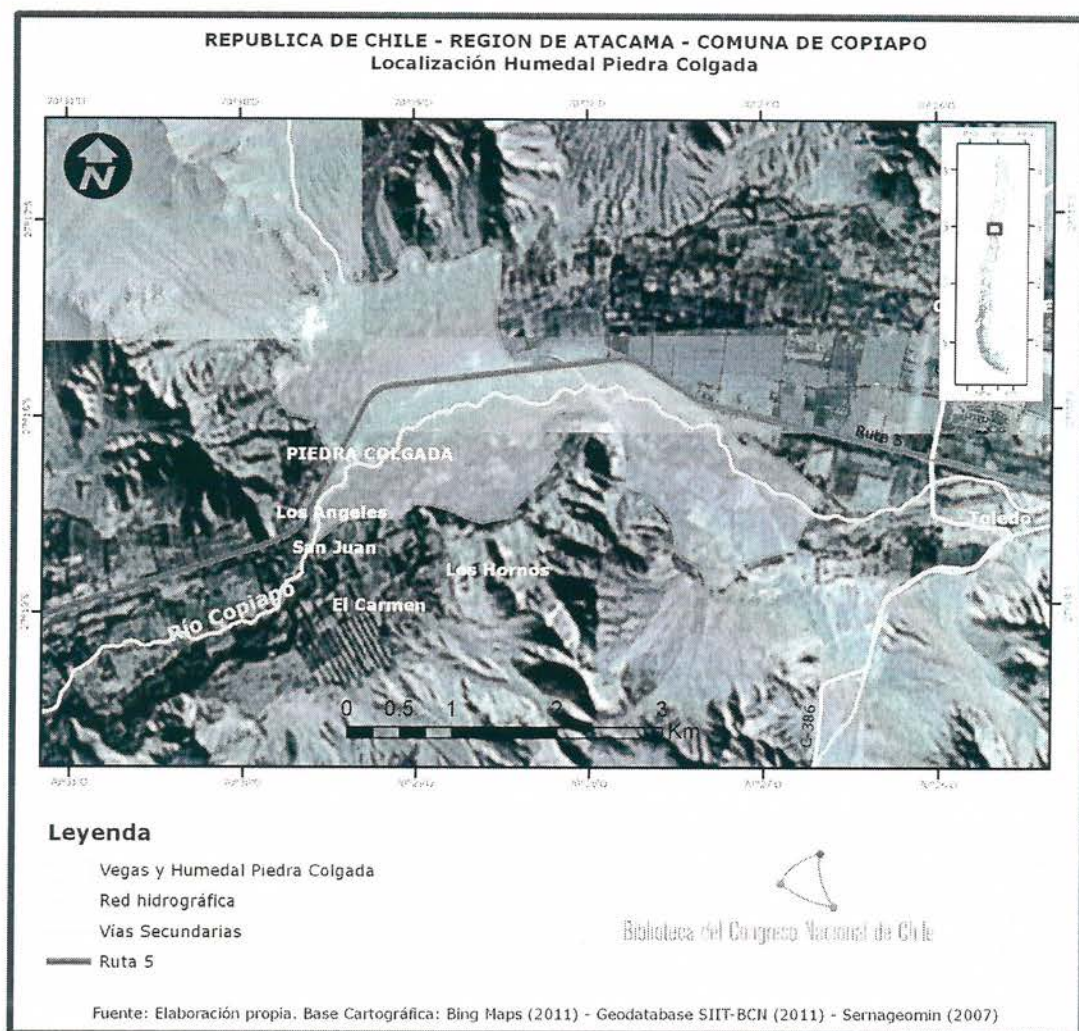 REPUBLICA DE CHILE - REGION DE ATACAMA - COMUNA DE COPIAPO
Localización Humedal Piedra Colgada
N
Ruta 5
PIEDRA COLGADA
Los Angeles
Toledo
San Juan
Los Hornos
Río Copiapó
El Carmen
0 0.5 1 2 3
Km
C-386
Leyenda
Vegas y Humedal Piedra Colgada
Red hidrográfica
Vías Secundarias
Ruta 5
Biblioteca del Congreso Nacional de Chile
Fuente: Elaboración propia. Base Cartográfica: Bing Maps (2011) - Geodatabase SIIT-BCN (2011) - Sernageomin (2007)